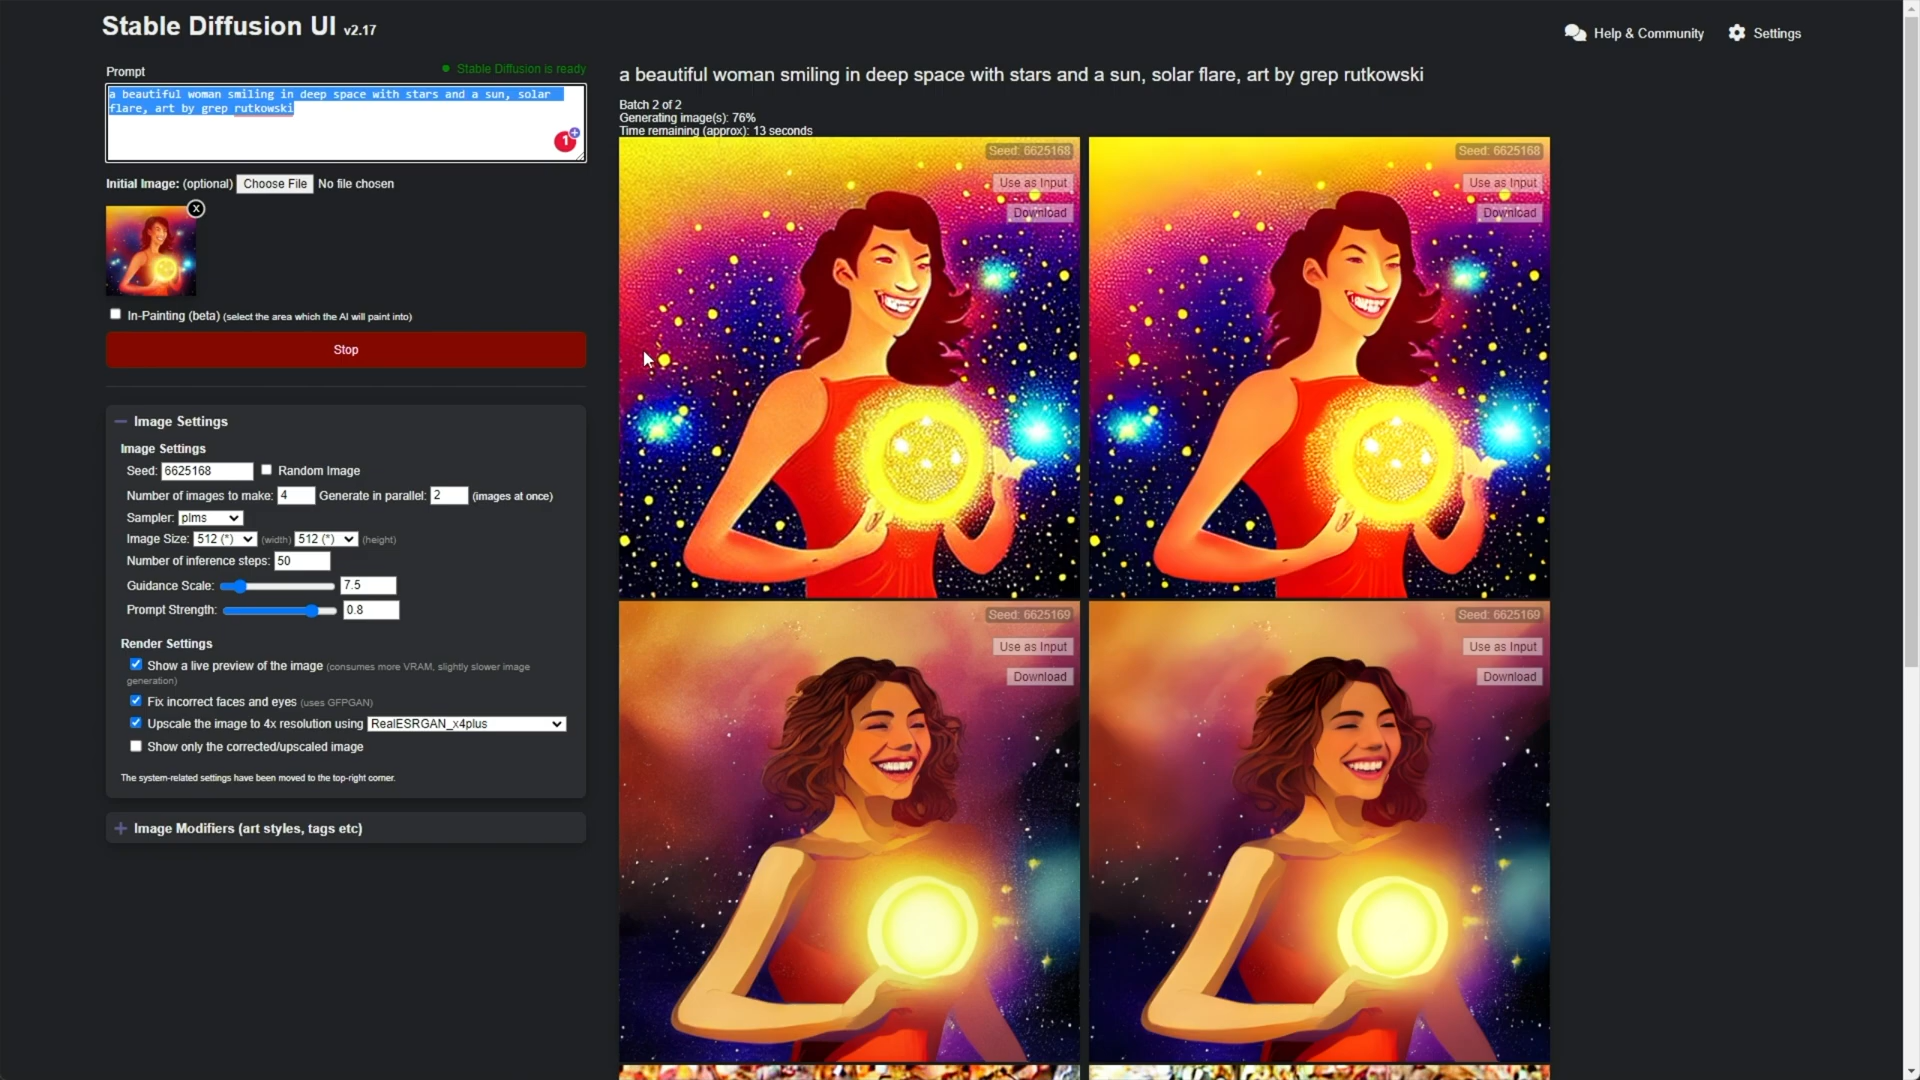 Stable Diffusion UI v2.17
Help & Community
Settings
Prompt
Stable Diffusion is ready
a beautiful woman smiling in deep space with stars and a sun, solar
flare, art by grep rutkowski
1
Initial Image: (optional) Choose File No file chosen
X
In-Painting (beta) (select the area which the AI will paint into)
Stop
Image Settings
Image Settings
Seed: 6625168 Random Image
Number of images to make: 4 Generate in parallel: 2 (images at once)
Sampler: plms
Image Size: 512 (*) (width) 512 (*) (height)
Number of inference steps: 50
Guidance Scale: 7.5
Prompt Strength: 0.8
Render Settings
Show a live preview of the image (consumes more VRAM, slightly slower image
generation)
Fix incorrect faces and eyes (uses GFPGAN)
Upscale the image to 4x resolution using RealESRGAN_x4plus
Show only the corrected/upscaled image
The system-related settings have been moved to the top-right corner.
Image Modifiers (art styles, tags etc)
a beautiful woman smiling in deep space with stars and a sun, solar flare, art by grep rutkowski
Batch 2 of 2
Generating image(s): 76%
Time remaining (approx): 13 seconds
Seed: 6625168
Use as Input
Download
Seed: 6625168
Use as Input
Download
Seed: 6625169
Use as Input
Download
Seed: 6625169
Use as Input
Download